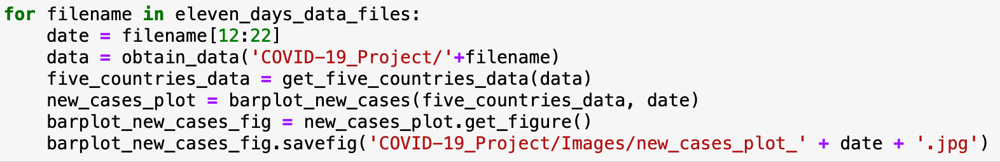 for filename in eleven_days_data_files:
    date = filename[12:22]
    data = obtain_data('COVID-19_Project/'+filename)
    five_countries_data = get_five_countries_data(data)
    new_cases_plot = barplot_new_cases(five_countries_data, date)
    barplot_new_cases_fig = new_cases_plot.get_figure()
    barplot_new_cases_fig.savefig('COVID-19_Project/Images/new_cases_plot_' + date + '.jpg')